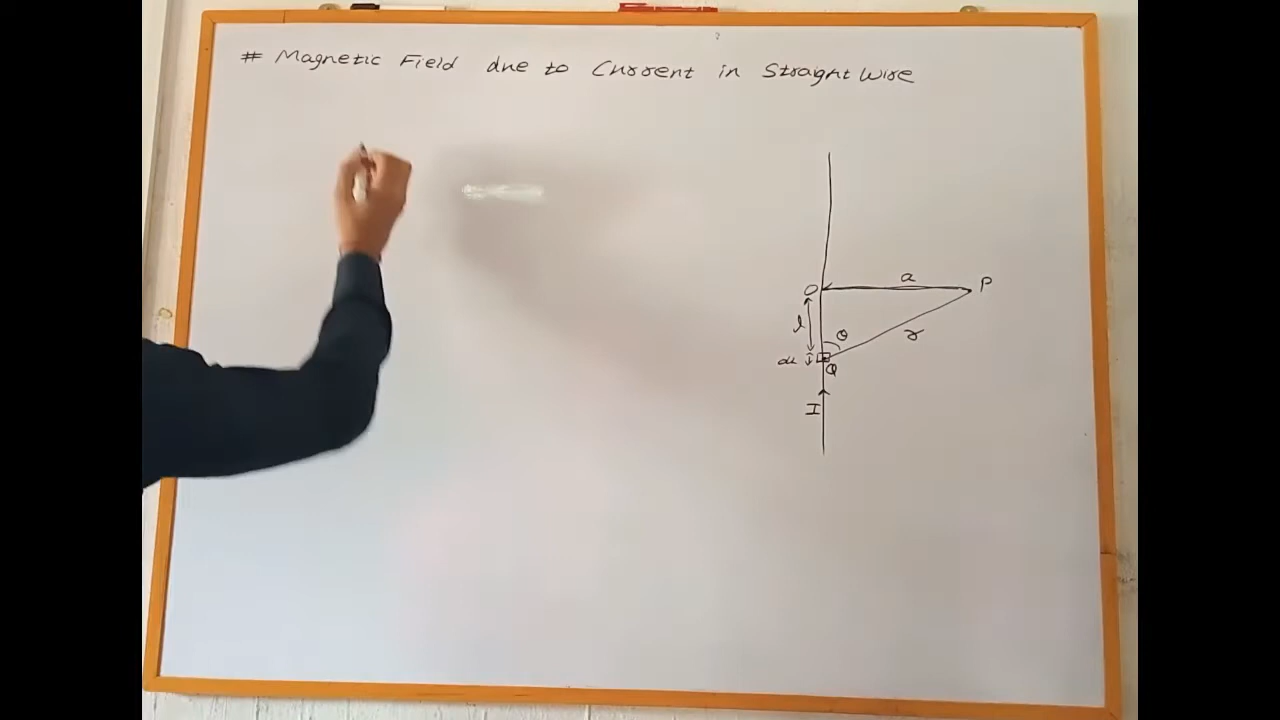 # Magnetic Field due to Current in Straight Wire
O a P
l
θ r
dl
Q
I